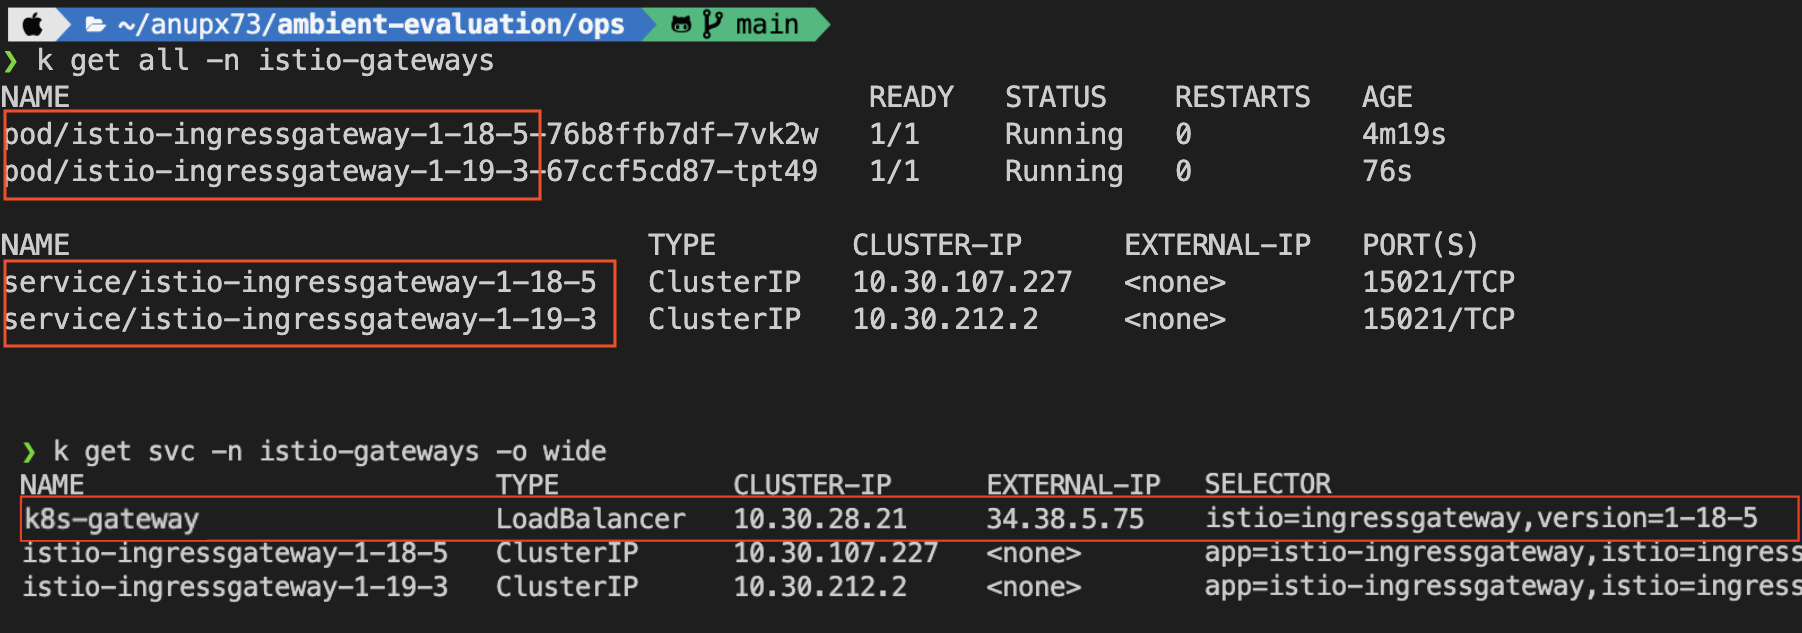 ~/anupx73/ambient-evaluation/ops main
❯ k get all -n istio-gateways
NAME READY STATUS RESTARTS AGE
pod/istio-ingressgateway-1-18-5-76b8ffb7df-7vk2w 1/1 Running 0 4m19s
pod/istio-ingressgateway-1-19-3-67ccf5cd87-tpt49 1/1 Running 0 76s
NAME TYPE CLUSTER-IP EXTERNAL-IP PORT(S)
service/istio-ingressgateway-1-18-5 ClusterIP 10.30.107.227 <none> 15021/TCP
service/istio-ingressgateway-1-19-3 ClusterIP 10.30.212.2 <none> 15021/TCP
❯ k get svc -n istio-gateways -o wide
NAME TYPE CLUSTER-IP EXTERNAL-IP SELECTOR
k8s-gateway LoadBalancer 10.30.28.21 34.38.5.75 istio=ingressgateway,version=1-18-5
istio-ingressgateway-1-18-5 ClusterIP 10.30.107.227 <none> app=istio-ingressgateway,istio=ingress
istio-ingressgateway-1-19-3 ClusterIP 10.30.212.2 <none> app=istio-ingressgateway,istio=ingress